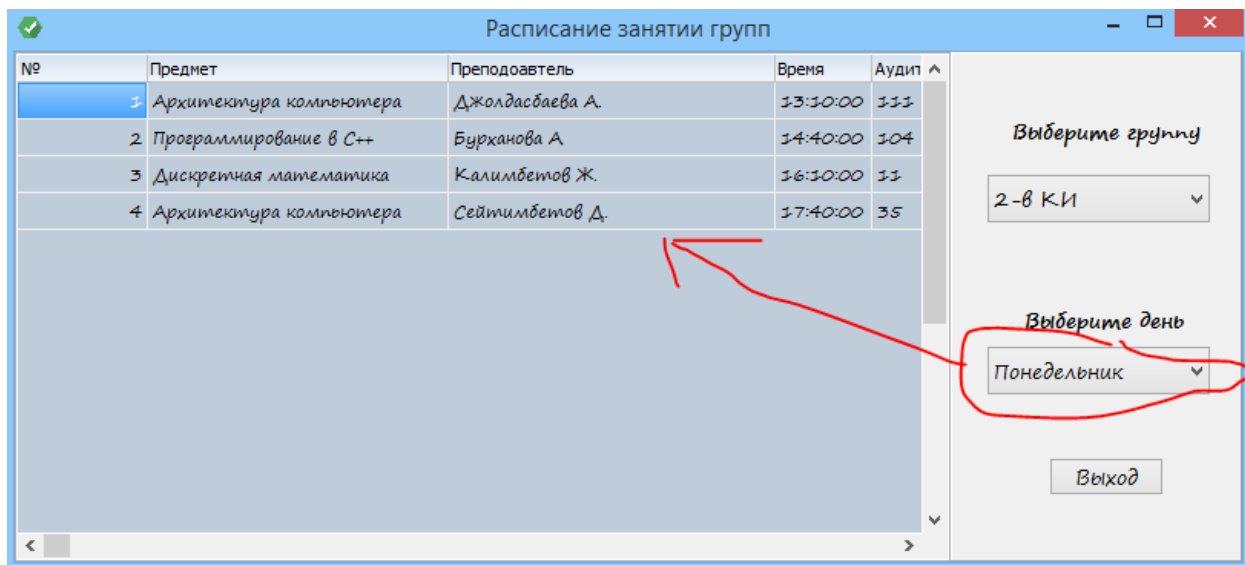 Расписание занятии групп
№ Предмет Преподоавтель Время Аудит
1 Архитектура компьютера Джолдасбаева А. 13:10:00 111
2 Программирование в С++ Бурханова А 14:40:00 104
3 Дискретная математика Калимбетов Ж. 16:10:00 11
4 Архитектура компьютера Сейтимбетов Д. 17:40:00 35
Выберите группу
2-в КИ
Выберите день
Понедельник
Выход